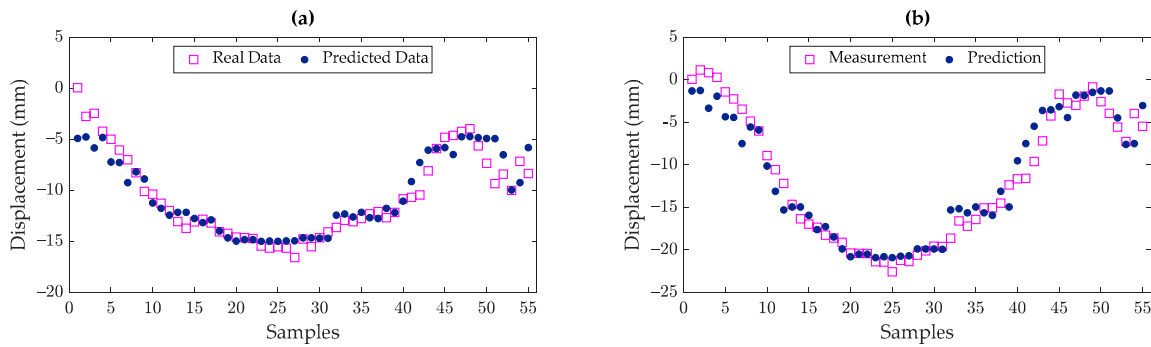 (a)
Real Data Predicted Data
Displacement (mm)
5
0
−5
−10
−15
−20
0 5 10 15 20 25 30 35 40 45 50 55
Samples
(b)
Measurement Prediction
Displacement (mm)
5
0
-5
−10
−15
−20
−25
0 5 10 15 20 25 30 35 40 45 50 55
Samples